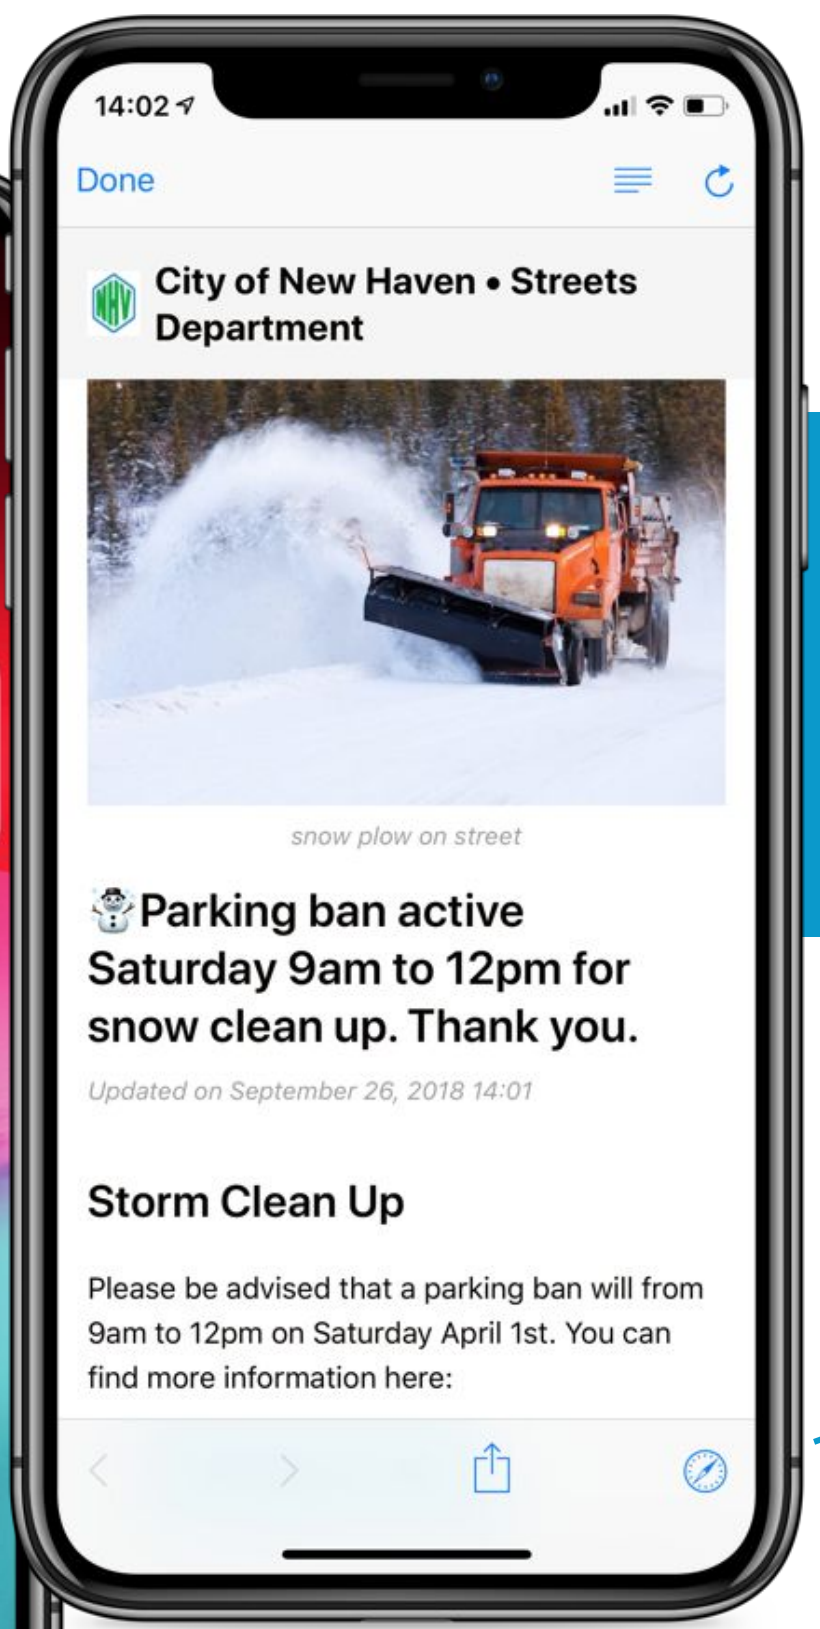 14:02
Done
NHV
City of New Haven • Streets
Department
snow plow on street
☃️Parking ban active
Saturday 9am to 12pm for
snow clean up. Thank you.
Updated on September 26, 2018 14:01
Storm Clean Up
Please be advised that a parking ban will from
9am to 12pm on Saturday April 1st. You can
find more information here: